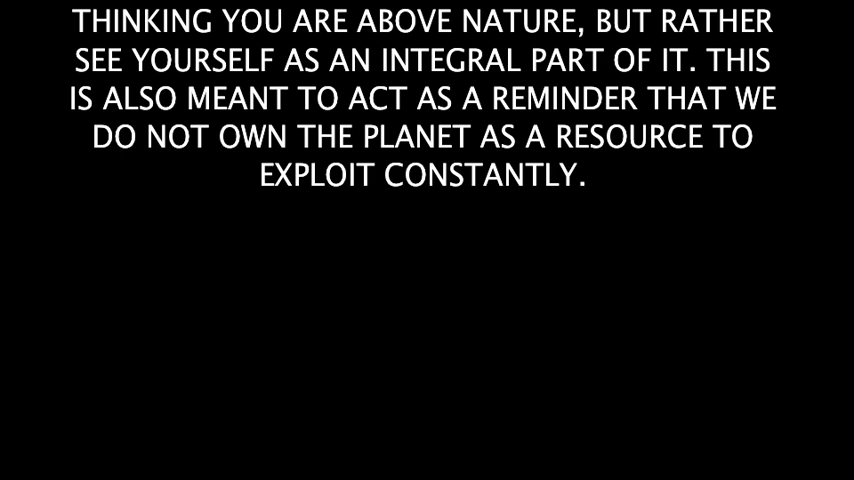 THINKING YOU ARE ABOVE NATURE, BUT RATHER
SEE YOURSELF AS AN INTEGRAL PART OF IT. THIS
IS ALSO MEANT TO ACT AS A REMINDER THAT WE
DO NOT OWN THE PLANET AS A RESOURCE TO
EXPLOIT CONSTANTLY.